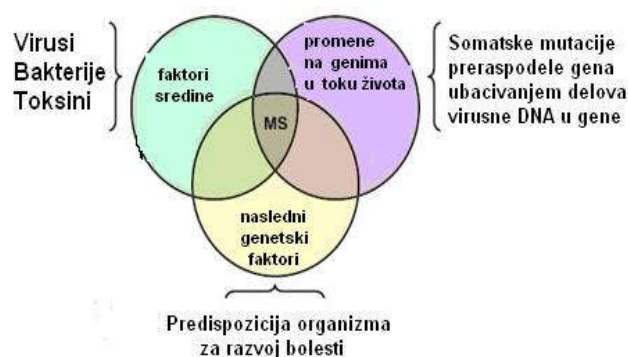 Virusi
Bakterije
Toksini
faktori
sredine
promene
na genima
u toku života
Somatske mutacije
preraspodele gena
ubacivanjem delova
virusne DNA u gene
MS
nasledni
genetski
faktori
Predispozicija organizma
za razvoj bolesti